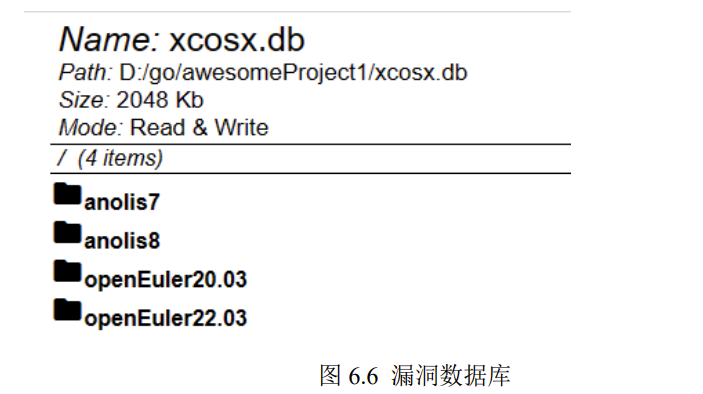 Name: xcosx.db
Path: D:/go/awesomeProject1/xcosx.db
Size: 2048 Kb
Mode: Read & Write
/ (4 items)
anolis7
anolis8
openEuler20.03
openEuler22.03
图 6.6 漏洞数据库